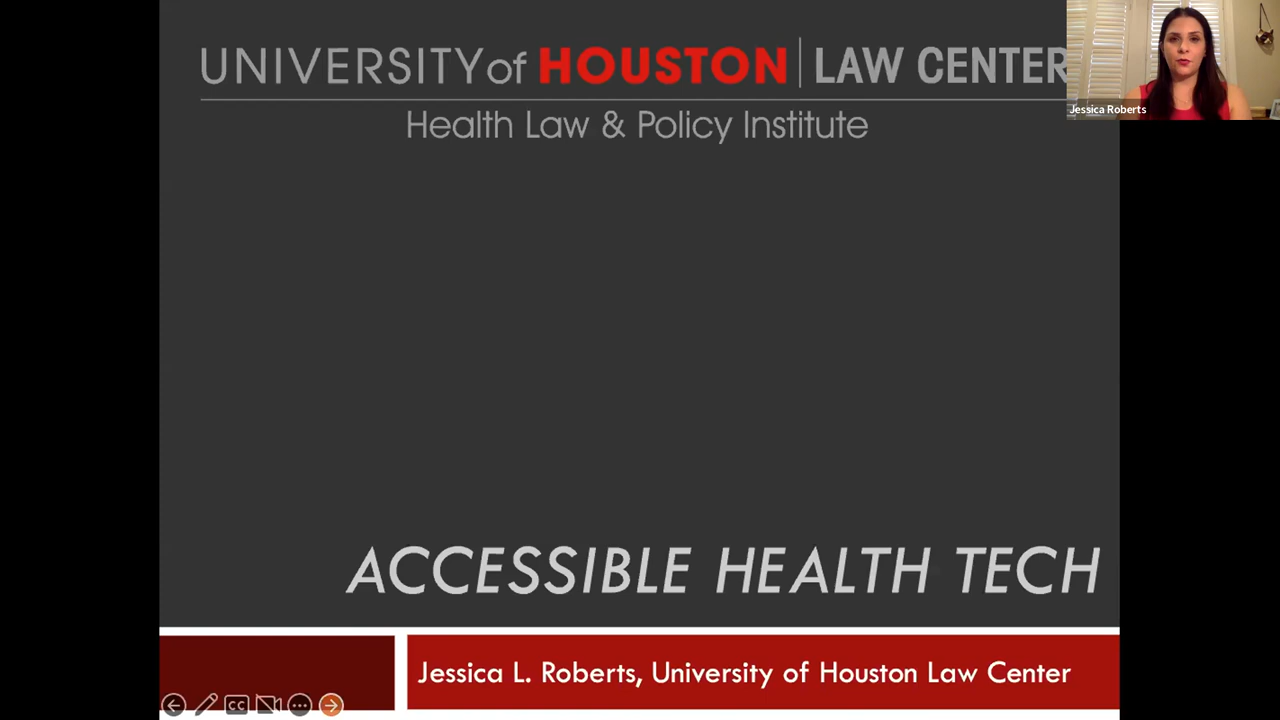 UNIVERSITY of HOUSTON | LAW CENTER
Health Law & Policy Institute
Jessica Roberts
ACCESSIBLE HEALTH TECH
Jessica L. Roberts, University of Houston Law Center
CC